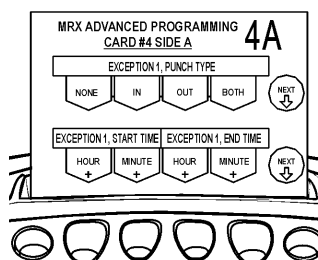 MRX ADVANCED PROGRAMMING
CARD #4 SIDE A
4A
EXCEPTION 1, PUNCH TYPE
NONE IN OUT BOTH NEXT
EXCEPTION 1, START TIME EXCEPTION 1, END TIME
HOUR + MINUTE + HOUR + MINUTE + NEXT